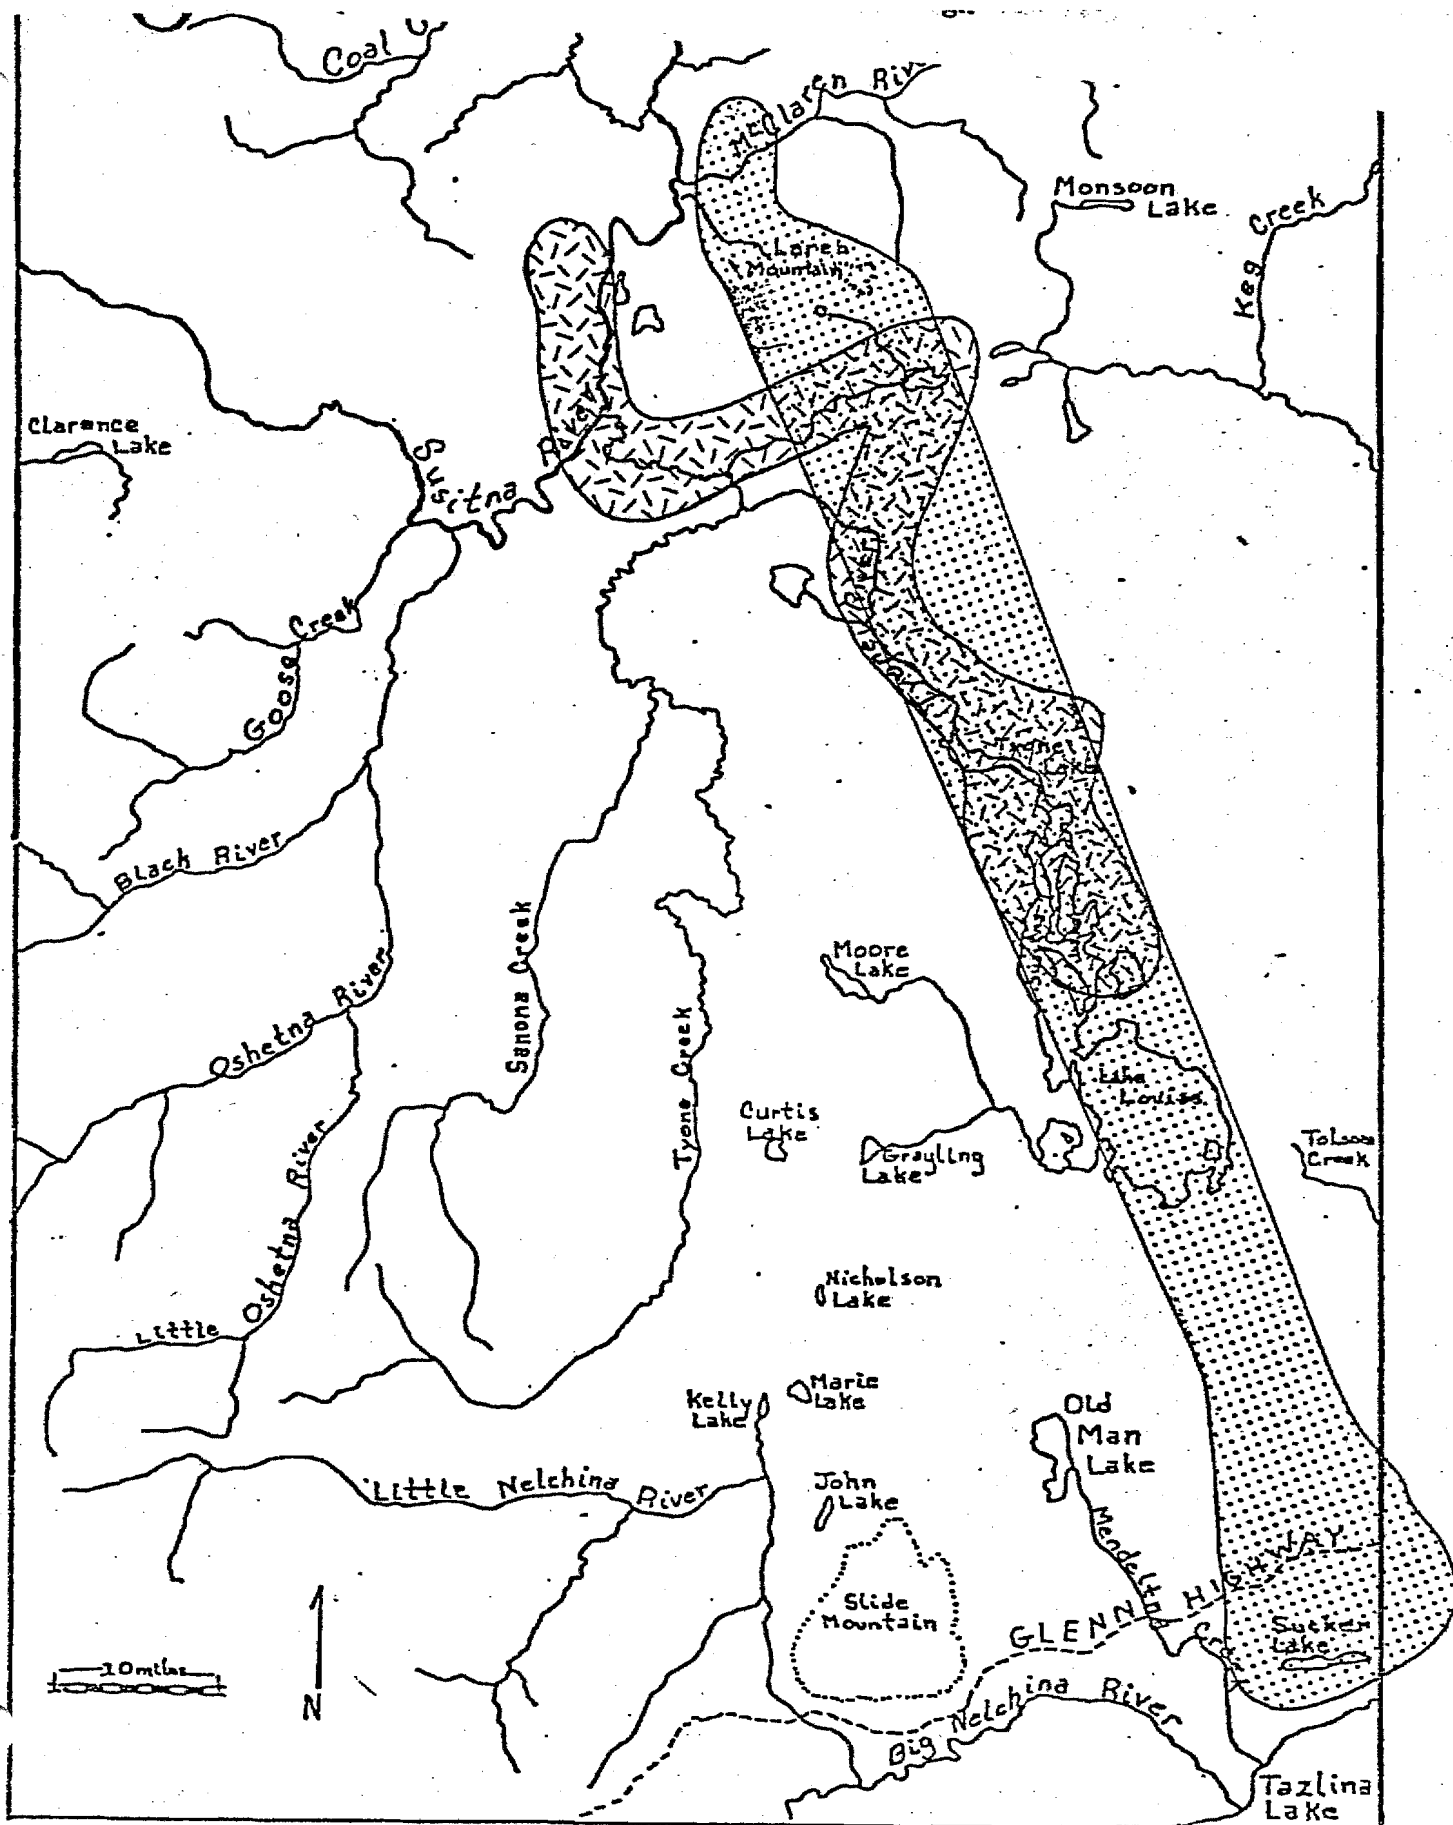 Coal
McClaren Riv
Monsoon
Lake
Creek
Keg
Mountain
Clarence
Lake
Susitna River
River
Goose Creek
Tyone
Lake
Black River
Moore
Lake
Sanona Creek
Oshetna River
Tyone Creek
Lake
Louise
Curtis
Lake
Grayling
Lake
Creek
Little Oshetna River
Nicholson
Lake
Marie
Lake
Kelly
Lake
Old
Man
Lake
John
Lake
Little Nelchina River
Mendeltna
Slide
Mountain
GLENN HIGHWAY
Sucker
Lake
10 miles
N
Big Nelchina River
Tazlina
Lake